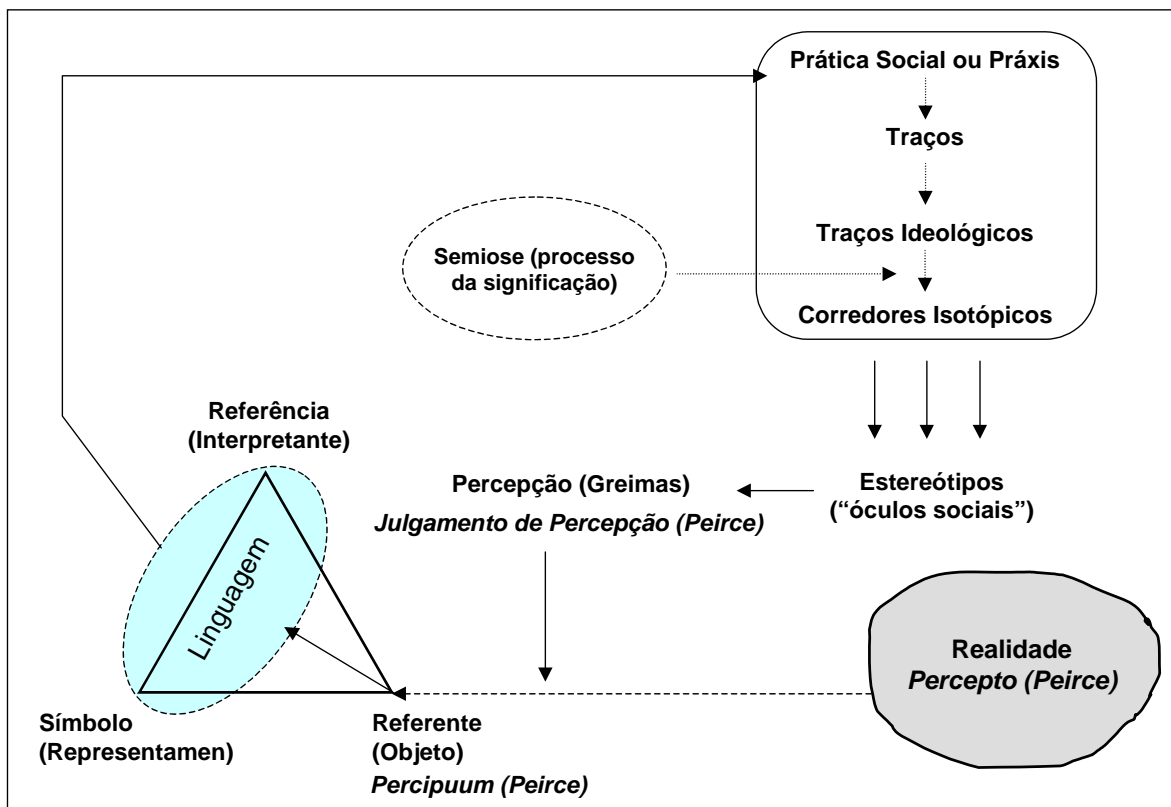 Prática Social ou Práxis
Traços
Traços Ideológicos
Corredores Isotópicos
Semiose (processo
da significação)
Referência
(Interpretante)
Percepção (Greimas)
Julgamento de Percepção (Peirce)
Estereótipos
(“óculos sociais”)
Linguagem
Realidade
Percepto (Peirce)
Símbolo
(Representamen)
Referente
(Objeto)
Percipuum (Peirce)